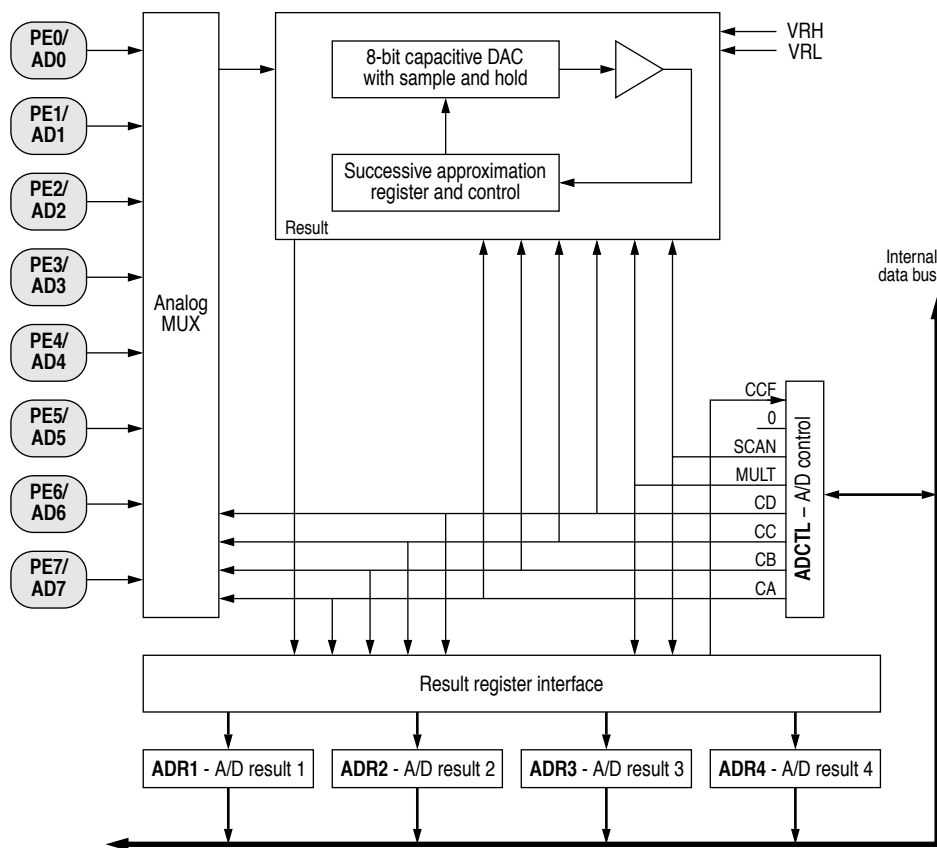 PE0/
AD0
PE1/
AD1
PE2/
AD2
PE3/
AD3
PE4/
AD4
PE5/
AD5
PE6/
AD6
PE7/
AD7
Analog
MUX
8-bit capacitive DAC
with sample and hold
Successive approximation
register and control
Result
VRH
VRL
Internal
data bus
CCF
0
SCAN
MULT
CD
CC
CB
CA
ADCTL – A/D control
Result register interface
ADR1 - A/D result 1
ADR2 - A/D result 2
ADR3 - A/D result 3
ADR4 - A/D result 4